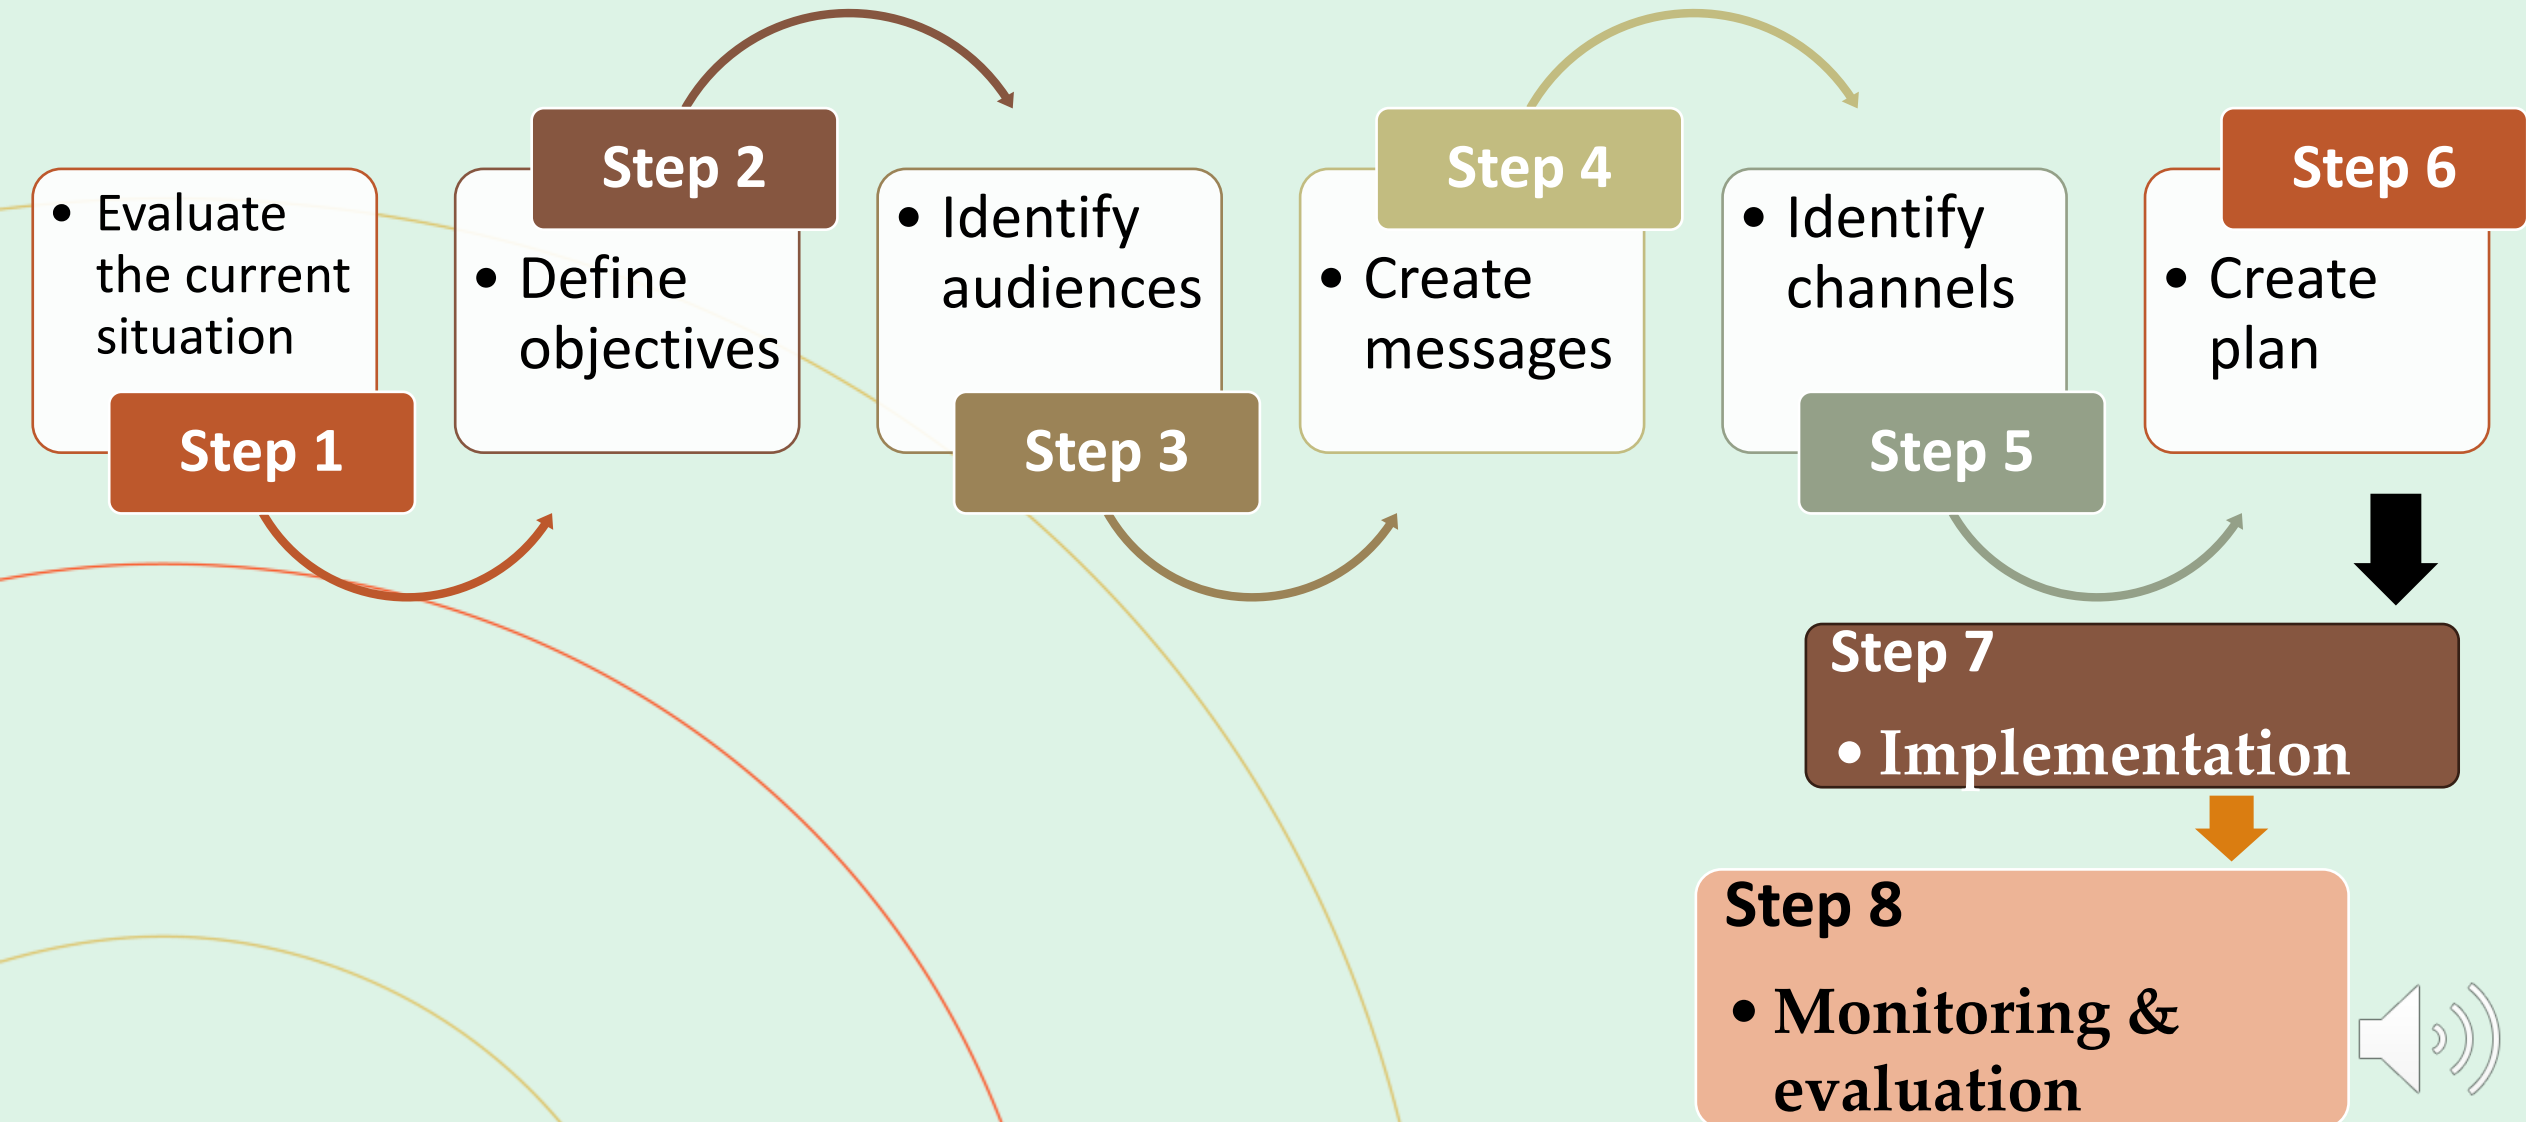 • Evaluate
the current
situation
Step 1
Step 2
• Define
objectives
• Identify
audiences
Step 3
Step 4
• Create
messages
• Identify
channels
Step 5
Step 6
• Create
plan
Step 7
• Implementation
Step 8
• Monitoring &
evaluation